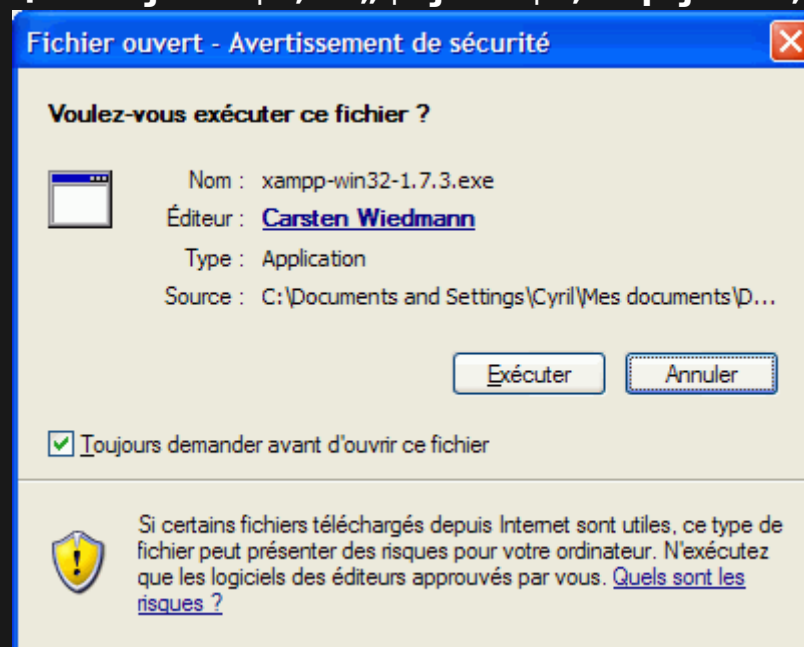 Fichier ouvert - Avertissement de sécurité
Voulez-vous exécuter ce fichier ?
Nom : xampp-win32-1.7.3.exe
Éditeur : Carsten Wiedmann
Type : Application
Source : C:\Documents and Settings\Cyril\Mes documents\D...
Exécuter Annuler
Toujours demander avant d'ouvrir ce fichier
Si certains fichiers téléchargés depuis Internet sont utiles, ce type de
fichier peut présenter des risques pour votre ordinateur. N'exécutez
que les logiciels des éditeurs approuvés par vous. Quels sont les
risques ?